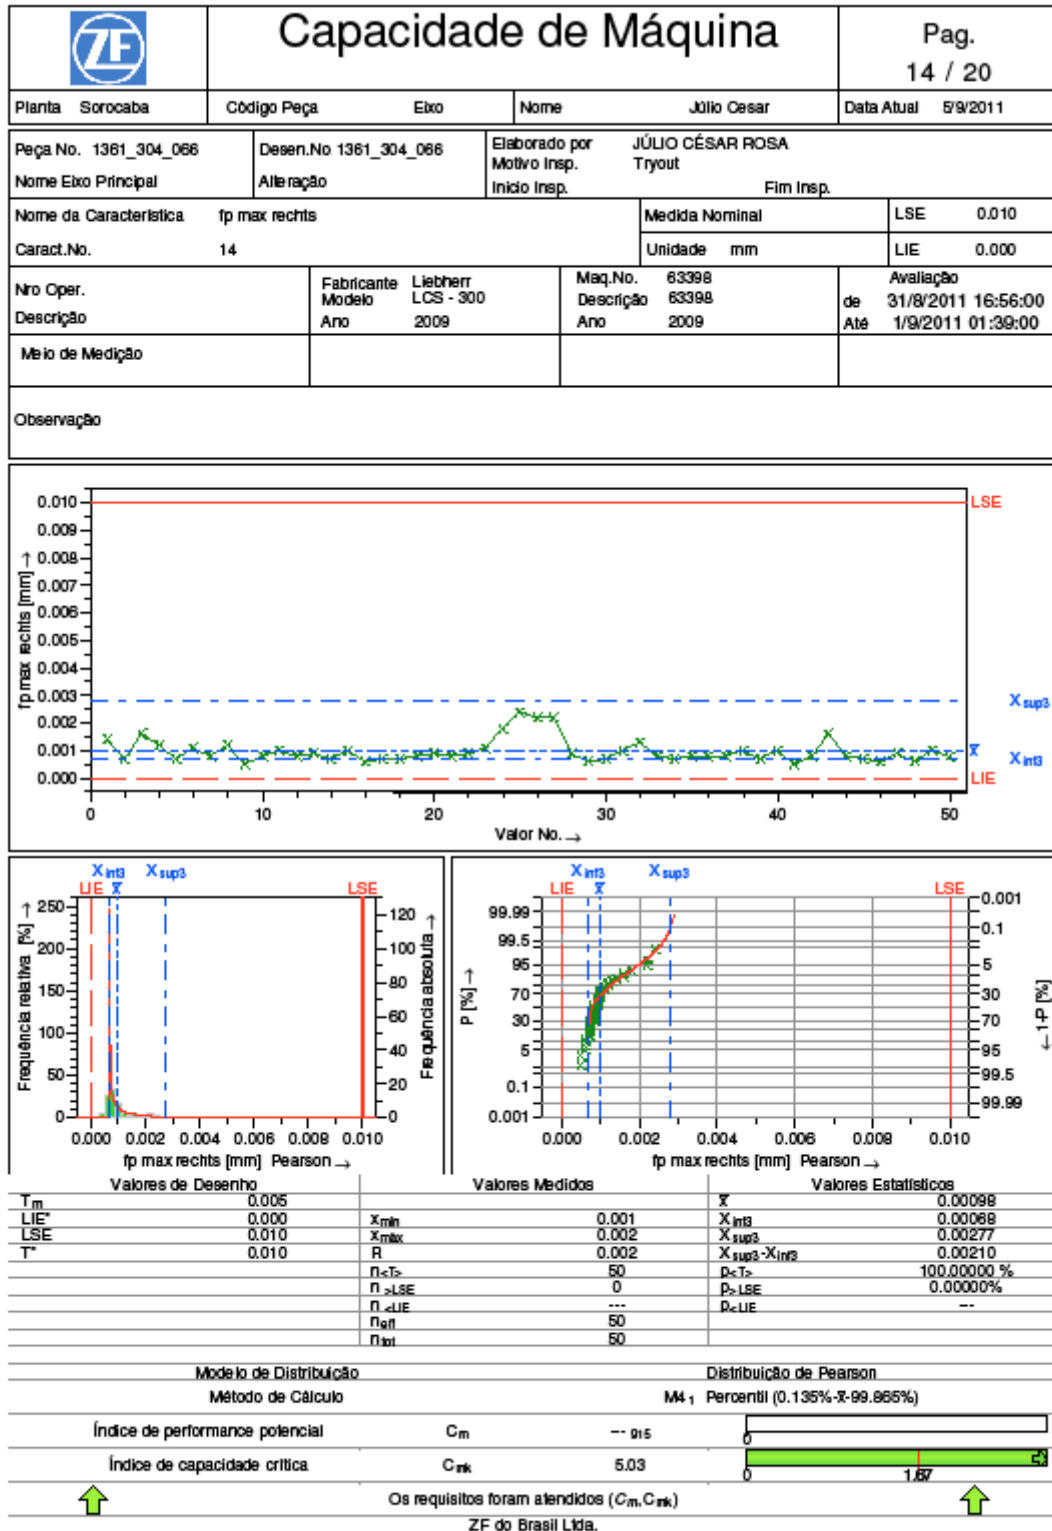 ZF
Capacidade de Máquina
Pag.
14 / 20
Planta Sorocaba
Código Peça Eixo
Nome Júlio Cesar
Data Atual 5/9/2011
Peça No. 1361_304_066
Desen.No 1361_304_066
Elaborado por JÚLIO CÉSAR ROSA
Motivo Insp. Tryout
Nome Eixo Principal
Alteração
Inicio Insp. Fim Insp.
Nome da Característica fp max rechts
Medida Nominal
LSE 0.010
Caract.No. 14
Unidade mm
LIE 0.000
Nro Oper.
Descrição
Fabricante Liebherr
Modelo LCS - 300
Ano 2009
Maq.No. 63398
Descrição 63398
Ano 2009
Avaliação
de 31/8/2011 16:56:00
Até 1/9/2011 01:39:00
Meio de Medição
Observação
fp max rechts [mm] →
0.010
0.009
0.008
0.007
0.006
0.005
0.004
0.003
0.002
0.001
0.000
LSE
X sup3
x̅
X inf3
LIE
0 10 20 30 40 50
Valor No. →
X inf3 X sup3
LIE x̅ LSE
Frequência relativa [%] →
250
200
150
100
50
0
Frequência absoluta →
120
100
80
60
40
20
0
0.000 0.002 0.004 0.006 0.008 0.010
fp max rechts [mm] Pearson →
X inf3 X sup3
LIE x̅ LSE
P [%] →
99.99
99.5
95
70
30
5
0.1
0.001
← 1-P [%]
0.001
0.1
5
30
70
95
99.5
99.99
0.000 0.002 0.004 0.006 0.008 0.010
fp max rechts [mm] Pearson →
Valores de Desenho Valores Medidos Valores Estatísticos
Tm 0.005 x̅ 0.00098
LIE* 0.000 xmin 0.001 X inf3 0.00068
LSE 0.010 xmáx 0.002 X sup3 0.00277
T* 0.010 R 0.002 X sup3-X inf3 0.00210
n<T> 50 p<T> 100.00000 %
n >LSE 0 p>LSE 0.00000%
n <LIE --- p<LIE ---
neff 50
ntot 50
Modelo de Distribuição Distribuição de Pearson
Método de Cálculo M4 1 Percentil (0.135%-x̅-99.865%)
Índice de performance potencial Cm --- 915
0
Índice de capacidade crítica Cmk 5.03
0 1.67
Os requisitos foram atendidos (Cm,Cmk)
ZF do Brasil Ltda.